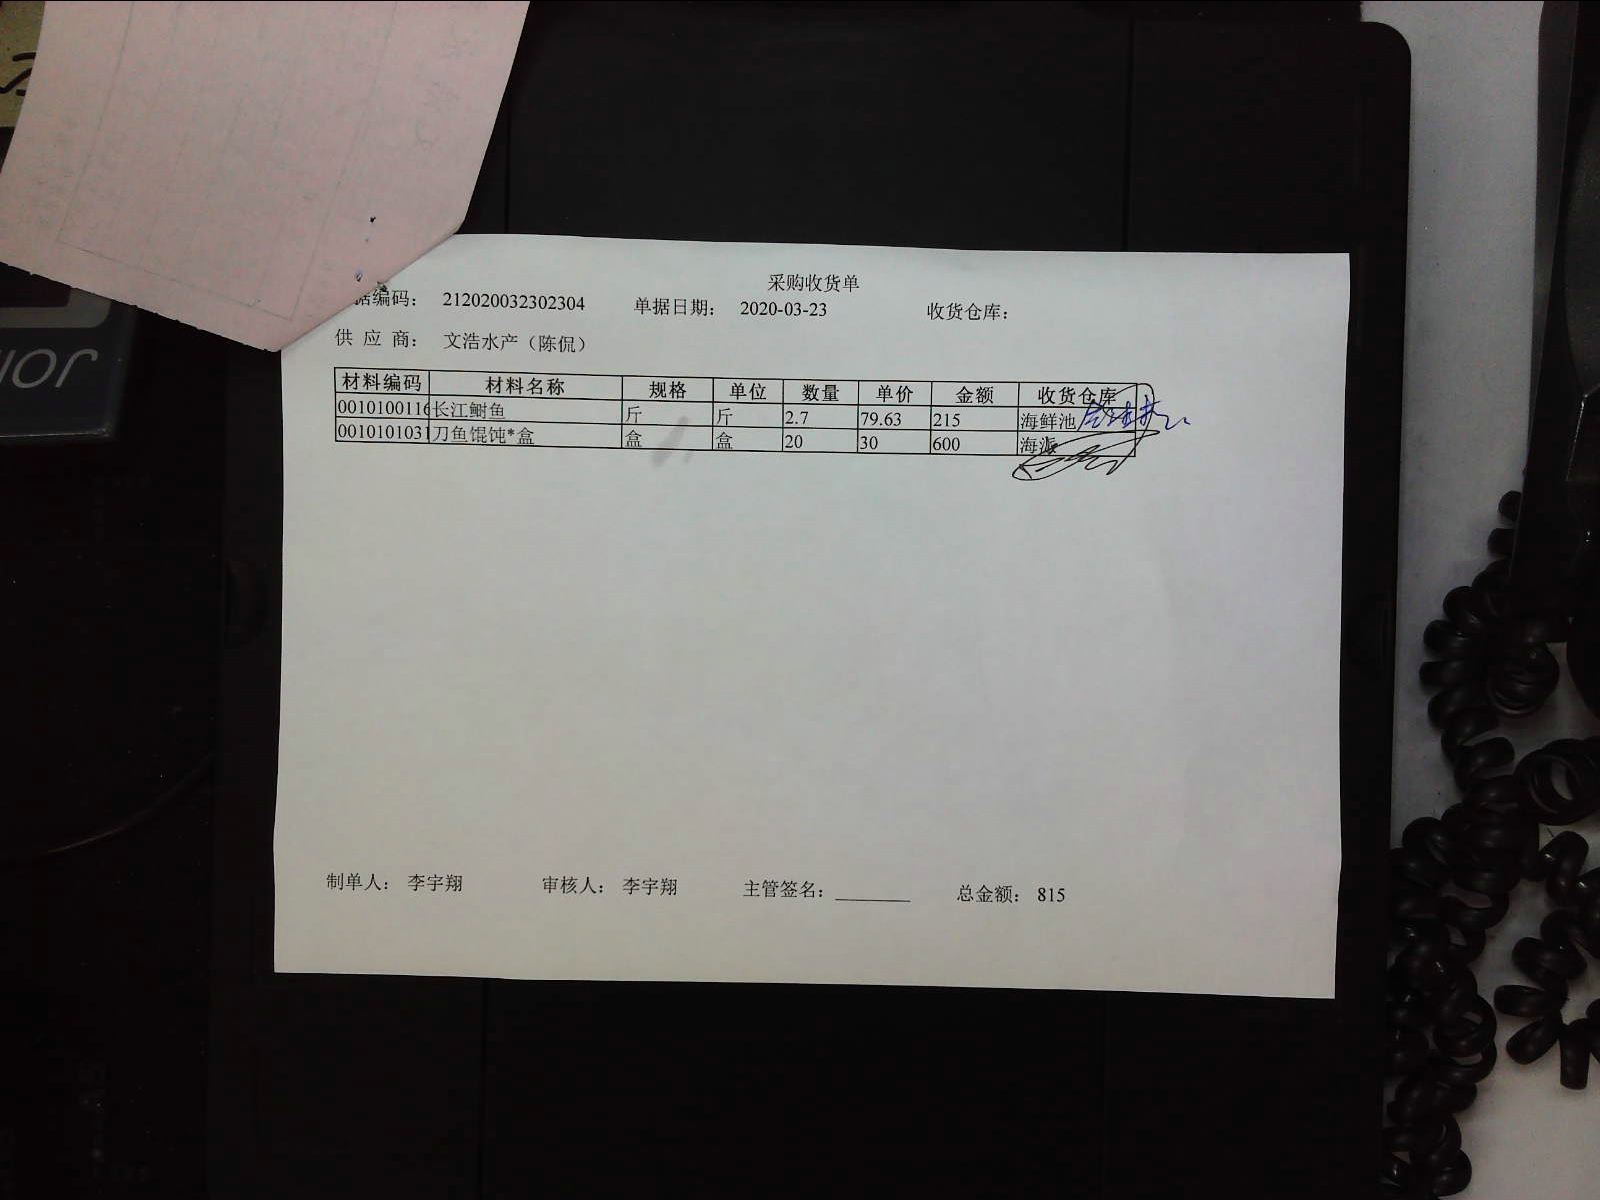 采购收货单
据编码： 212020032302304 单据日期： 2020-03-23 收货仓库：
供 应 商： 文浩水产（陈侃）
材料编码 材料名称 规格 单位 数量 单价 金额 收货仓库
0010100116 长江鲥鱼 斤 斤 2.7 79.63 215 海鲜池
0010101031 刀鱼馄饨*盒 盒 盒 20 30 600 海派
制单人： 李宇翔 审核人： 李宇翔 主管签名： 总金额： 815